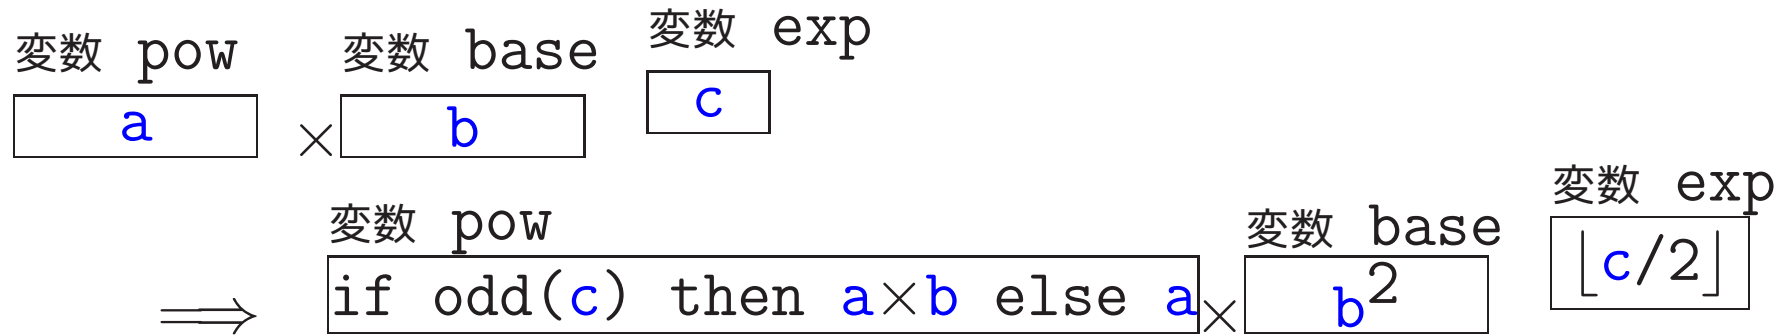 変数 pow 変数 base 変数 exp
a × b c
変数 pow 変数 base 変数 exp
⟹ if odd(c) then a×b else a × b² ⌊c/2⌋